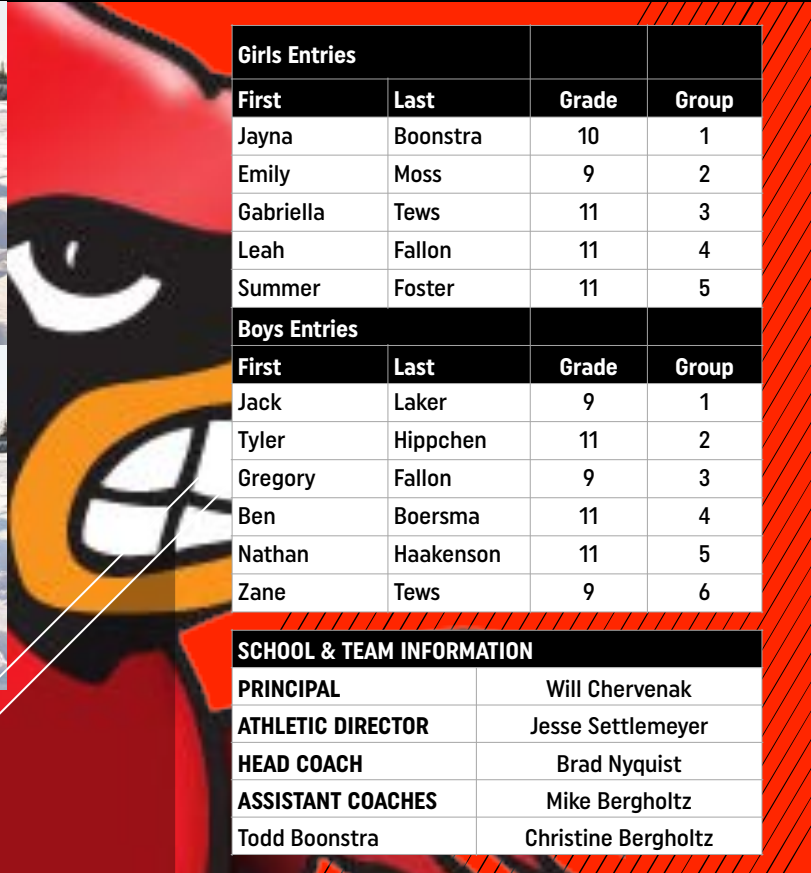 Girls Entries
First Last Grade Group
Jayna Boonstra 10 1
Emily Moss 9 2
Gabriella Tews 11 3
Leah Fallon 11 4
Summer Foster 11 5
Boys Entries
First Last Grade Group
Jack Laker 9 1
Tyler Hippchen 11 2
Gregory Fallon 9 3
Ben Boersma 11 4
Nathan Haakenson 11 5
Zane Tews 9 6
SCHOOL & TEAM INFORMATION
PRINCIPAL Will Chervenak
ATHLETIC DIRECTOR Jesse Settlemeyer
HEAD COACH Brad Nyquist
ASSISTANT COACHES Mike Bergholtz
Todd Boonstra Christine Bergholtz